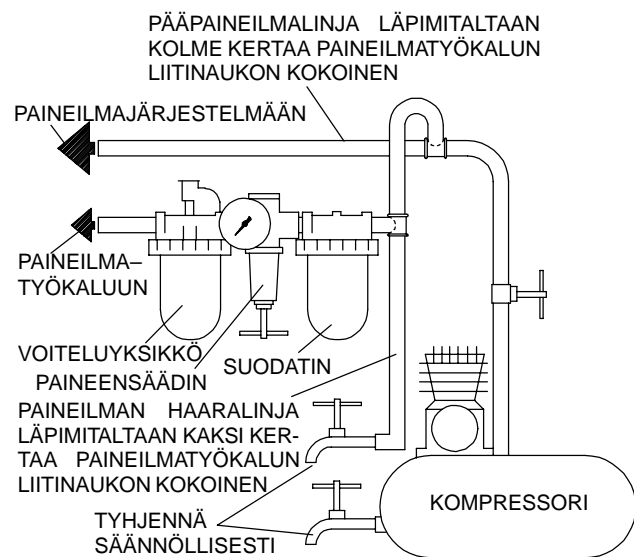 PÄÄPAINEILMALINJA LÄPIMITALTAAN
KOLME KERTAA PAINEILMATYÖKALUN
LIITINAUKON KOKOINEN
PAINEILMAJÄRJESTELMÄÄN
PAINEILMA–
TYÖKALUUN
VOITELUYKSIKKÖ
SUODATIN
PAINEENSÄÄDIN
PAINEILMAN HAARALINJA
LÄPIMITALTAAN KAKSI KER-
TAA PAINEILMATYÖKALUN
LIITINAUKON KOKOINEN
KOMPRESSORI
TYHJENNÄ
SÄÄNNÖLLISESTI